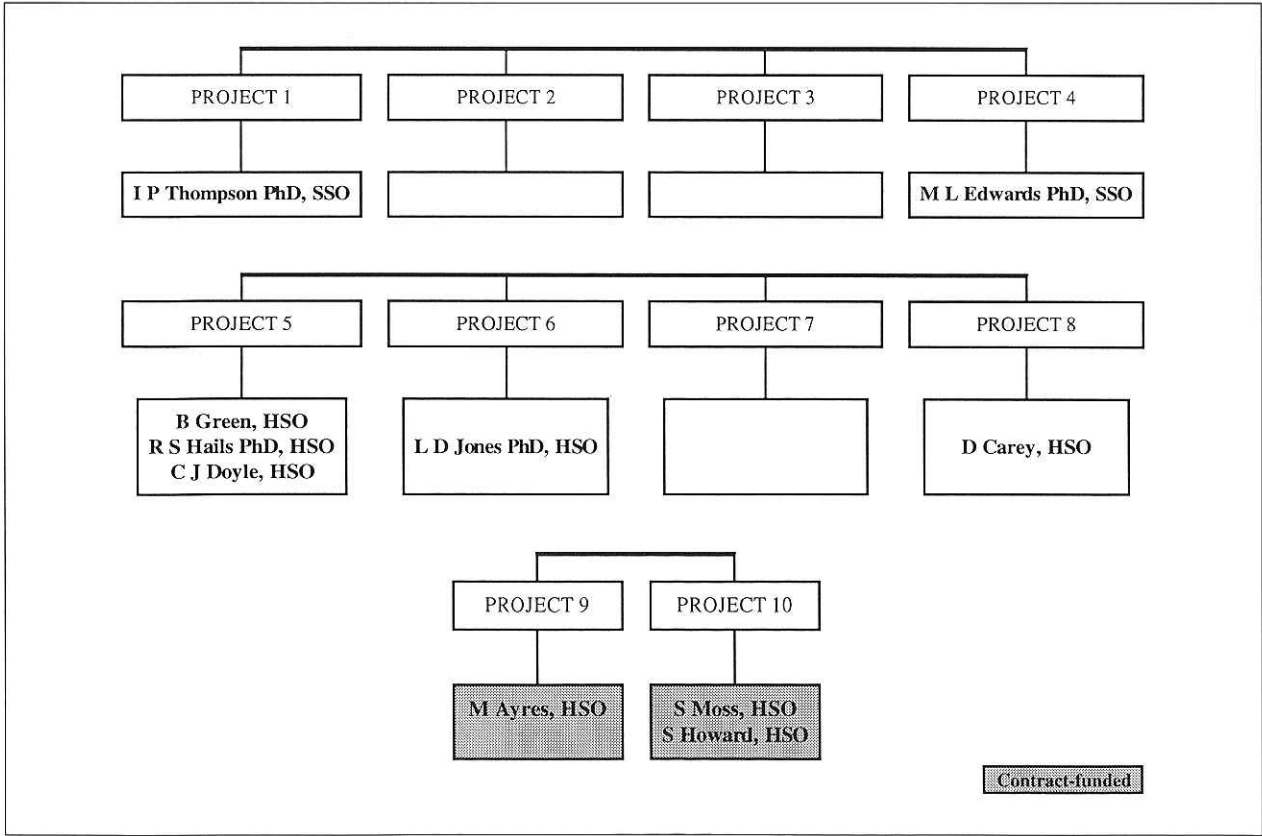 PROJECT 1
PROJECT 2
PROJECT 3
PROJECT 4
I P Thompson PhD, SSO
M L Edwards PhD, SSO
PROJECT 5
PROJECT 6
PROJECT 7
PROJECT 8
B Green, HSO
R S Hails PhD, HSO
C J Doyle, HSO
L D Jones PhD, HSO
D Carey, HSO
PROJECT 9
PROJECT 10
M Ayres, HSO
S Moss, HSO
S Howard, HSO
Contract-funded